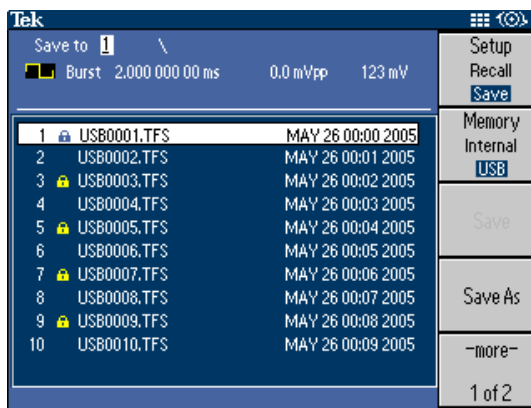 Tek
Save to 1 \
Burst 2.000 000 00 ms 0.0 mVpp 123 mV
1 USB0001.TFS MAY 26 00:00 2005
2 USB0002.TFS MAY 26 00:01 2005
3 USB0003.TFS MAY 26 00:02 2005
4 USB0004.TFS MAY 26 00:03 2005
5 USB0005.TFS MAY 26 00:04 2005
6 USB0006.TFS MAY 26 00:05 2005
7 USB0007.TFS MAY 26 00:06 2005
8 USB0008.TFS MAY 26 00:07 2005
9 USB0009.TFS MAY 26 00:08 2005
10 USB0010.TFS MAY 26 00:09 2005
Setup
Recall
Save
Memory
Internal
USB
Save
Save As
-more-
1 of 2